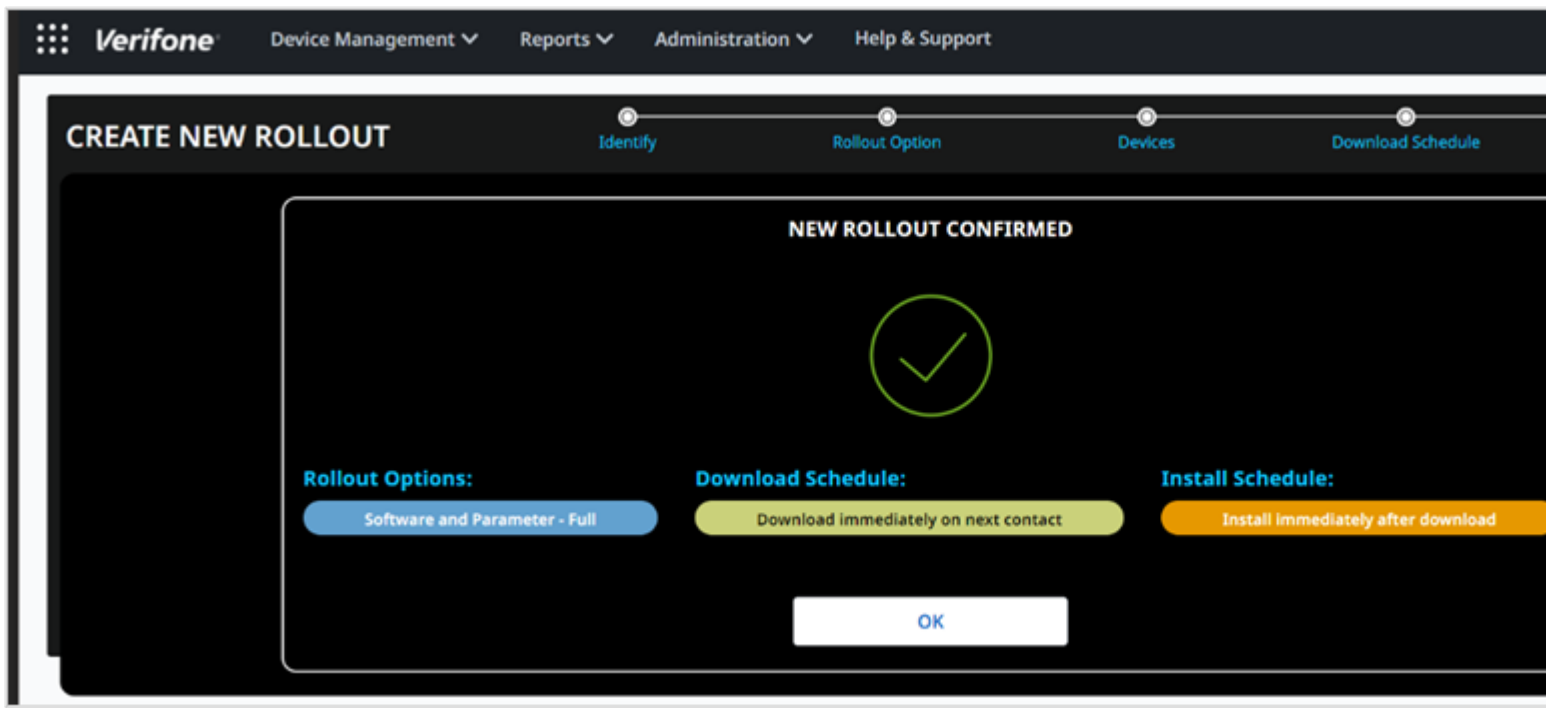 Verifone Device Management Reports Administration Help & Support
CREATE NEW ROLLOUT
Identify Rollout Option Devices Download Schedule
NEW ROLLOUT CONFIRMED
Rollout Options: Download Schedule: Install Schedule:
Software and Parameter - Full Download immediately on next contact Install immediately after download
OK